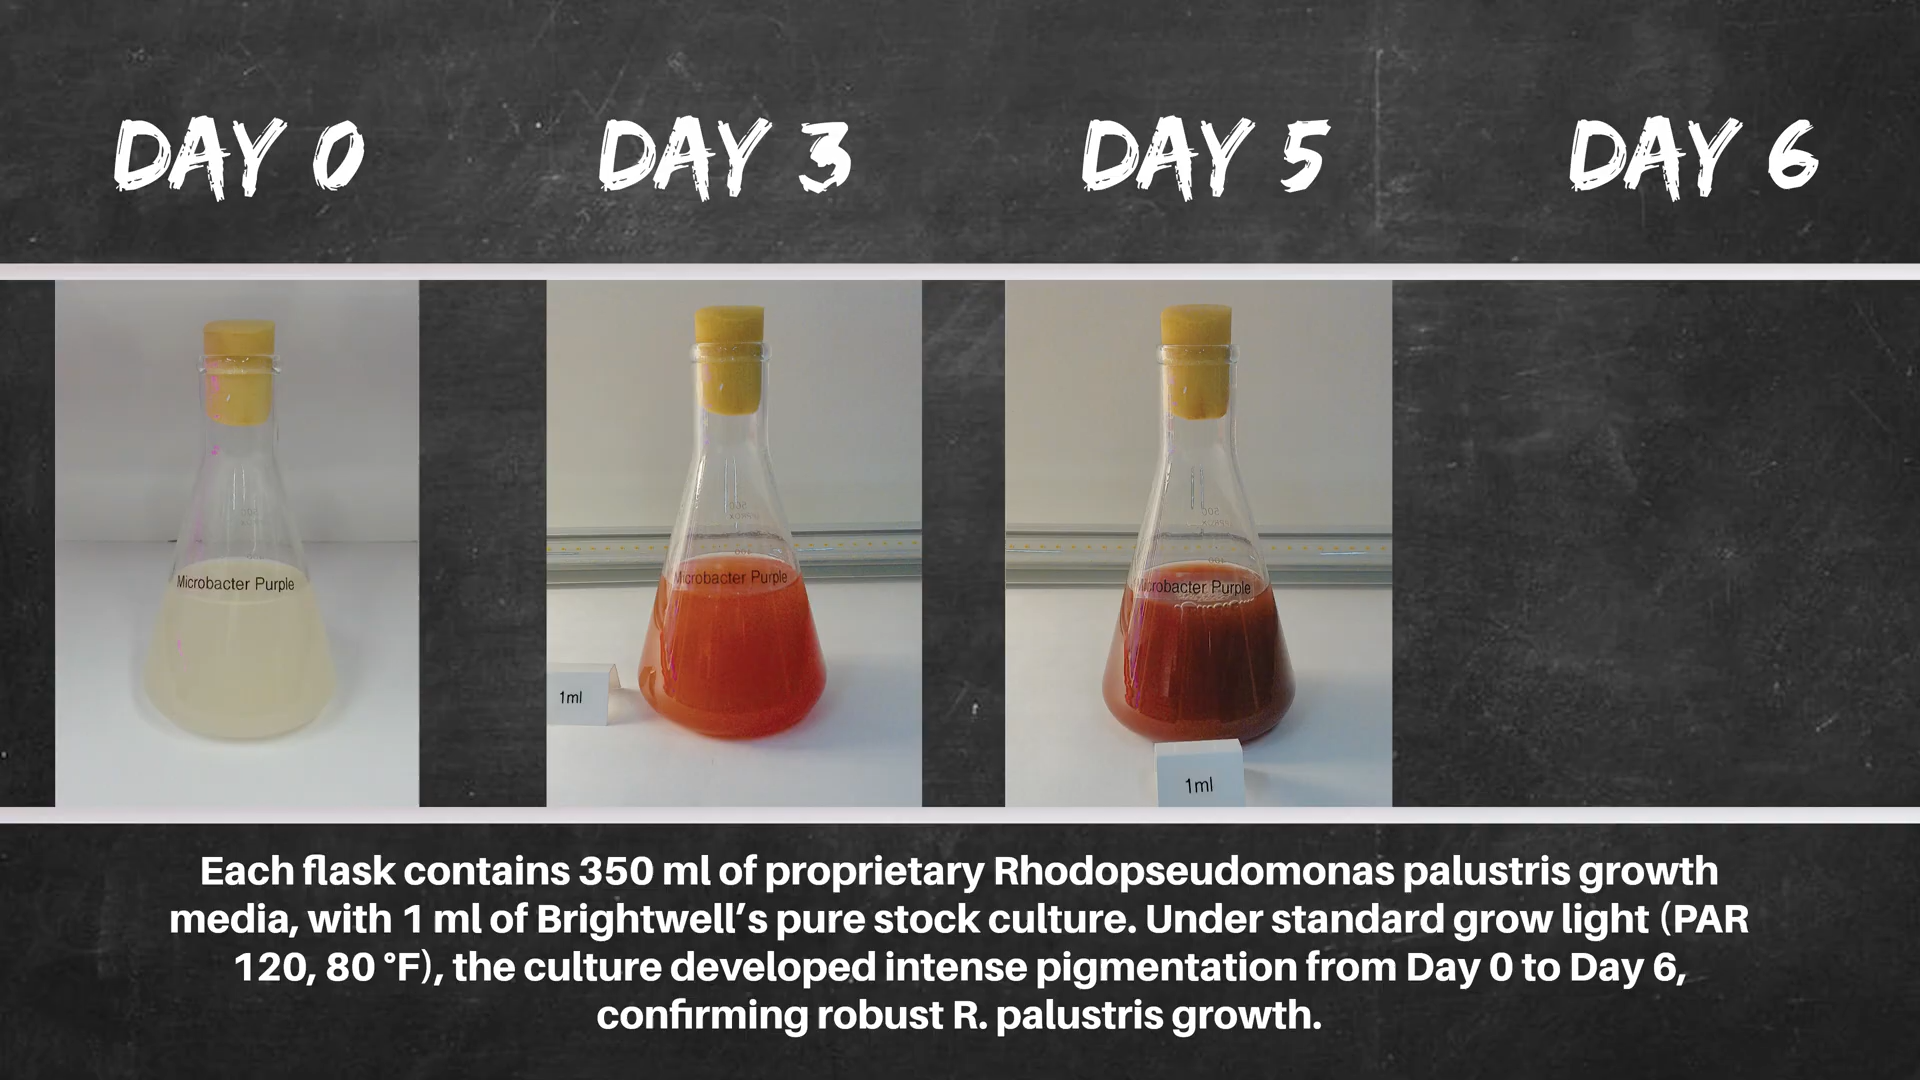 DAY 0 DAY 3 DAY 5 DAY 6
Microbacter Purple
Microbacter Purple
1ml
Microbacter Purple
1ml
Each flask contains 350 ml of proprietary Rhodopseudomonas palustris growth
media, with 1 ml of Brightwell’s pure stock culture. Under standard grow light (PAR
120, 80 °F), the culture developed intense pigmentation from Day 0 to Day 6,
confirming robust R. palustris growth.